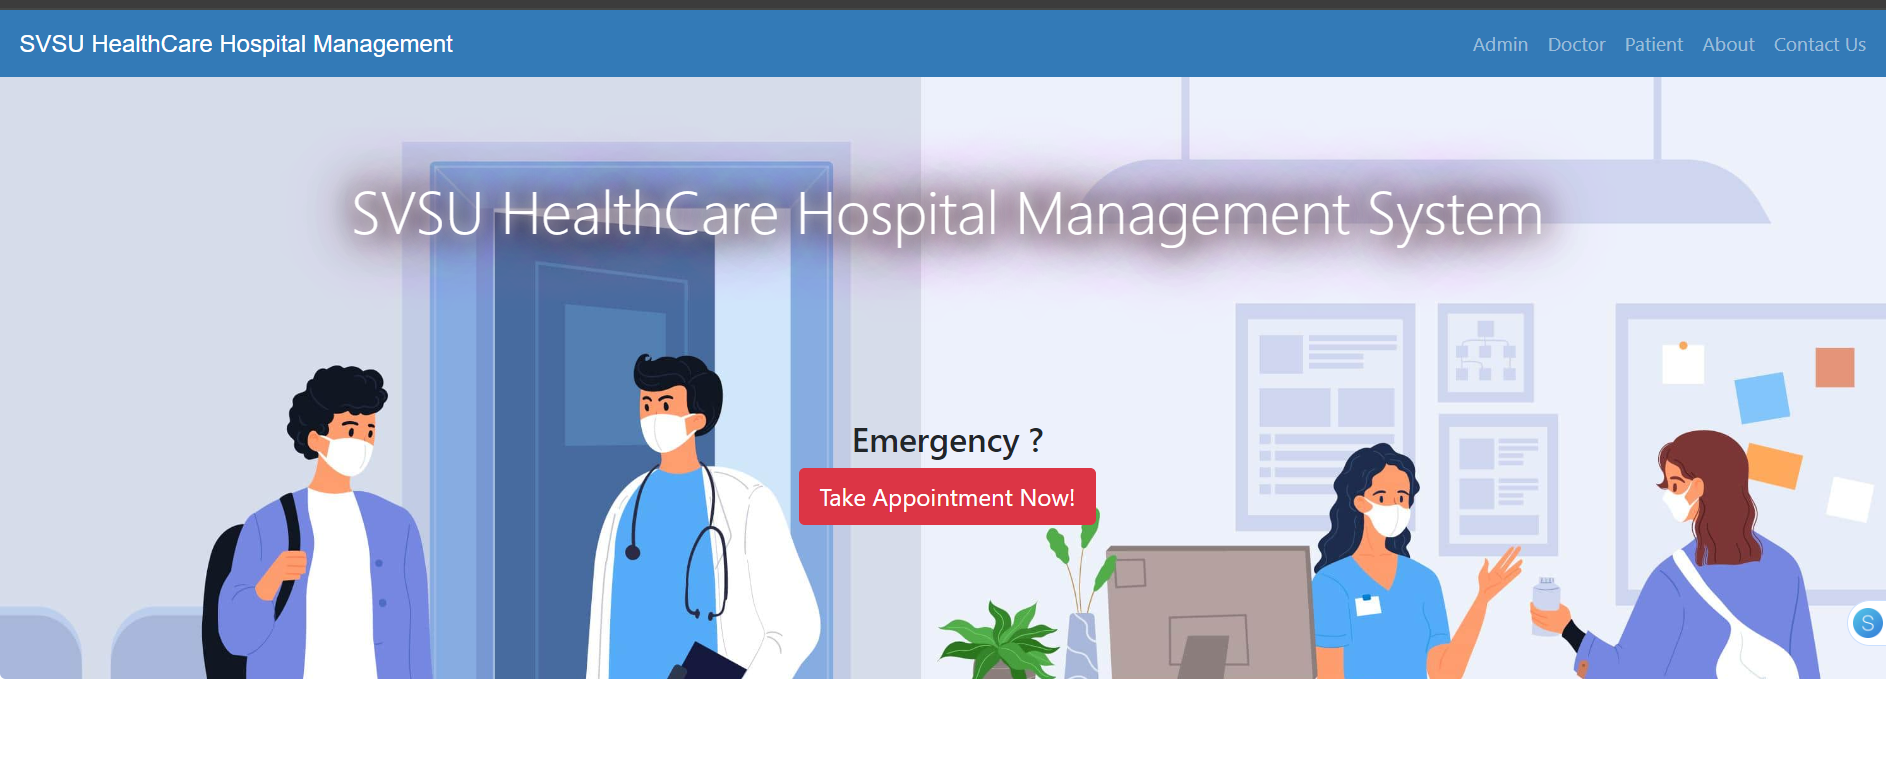 SVSU HealthCare Hospital Management
Admin Doctor Patient About Contact Us
SVSU HealthCare Hospital Management System
Emergency ?
Take Appointment Now!
S